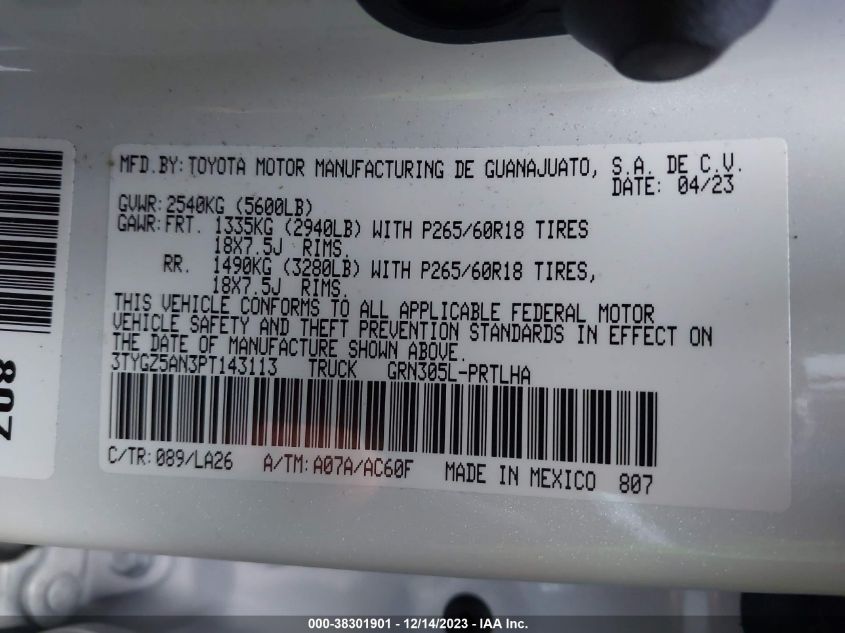 MFD.BY: TOYOTA MOTOR MANUFACTURING DE GUANAJUATO, S.A. DE C.V.
DATE: 04/23
GVWR: 2540KG (5600LB)
GAWR: FRT. 1335KG (2940LB) WITH P265/60R18 TIRES
18X7.5J RIMS.
RR. 1490KG (3280LB) WITH P265/60R18 TIRES,
18X7.5J RIMS.
THIS VEHICLE CONFORMS TO ALL APPLICABLE FEDERAL MOTOR
VEHICLE SAFETY AND THEFT PREVENTION STANDARDS IN EFFECT ON
THE DATE OF MANUFACTURE SHOWN ABOVE.
3TYGZ5AN3PT143113 TRUCK GRN305L-PRTLHA
C/TR: 089/LA26 A/TM: A07A/AC60F MADE IN MEXICO 807
807
000-38301901 - 12/14/2023 - IAA Inc.